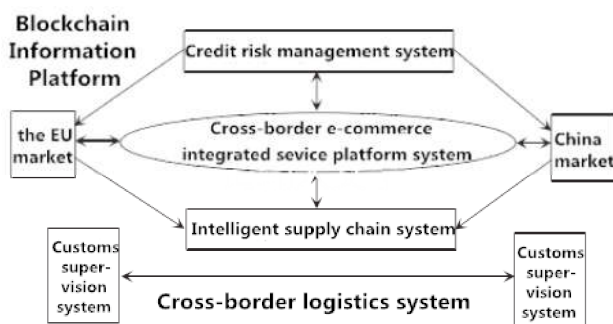 Blockchain
Information
Platform
Credit risk management system
the EU
market
Cross-border e-commerce
integrated sevice platform system
China
market
Intelligent supply chain system
Customs
super-
vision
system
Cross-border logistics system
Customs
super-
vision
system